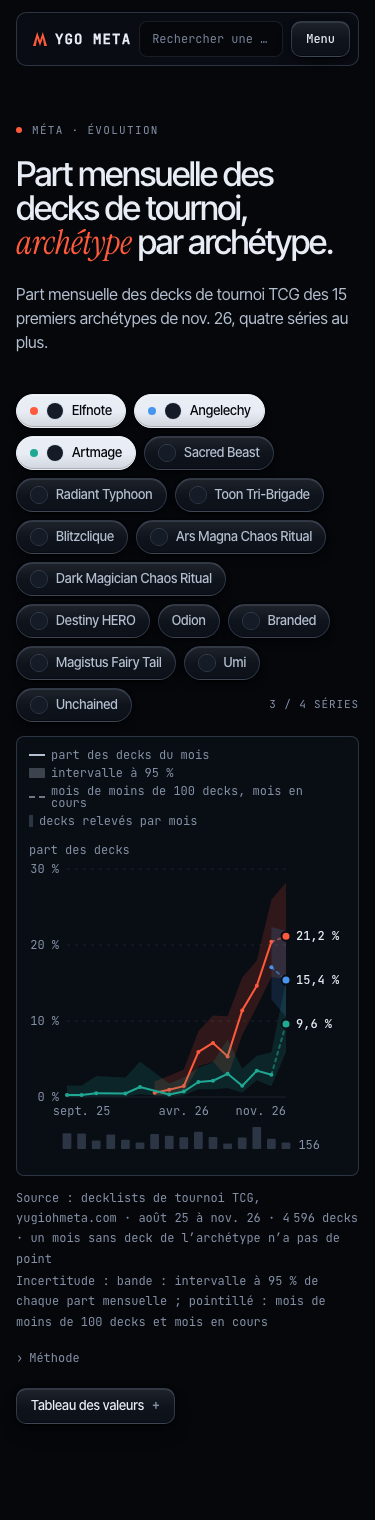 YGO META
Rechercher une …
Menu
MÉTA · ÉVOLUTION
Part mensuelle des
decks de tournoi,
archétype par archétype.
Part mensuelle des decks de tournoi TCG des 15
premiers archétypes de nov. 26, quatre séries au
plus.
Elfnote
Angelechy
Artmage
Sacred Beast
Radiant Typhoon
Toon Tri-Brigade
Blitzclique
Ars Magna Chaos Ritual
Dark Magician Chaos Ritual
Destiny HERO
Odion
Branded
Magistus Fairy Tail
Umi
Unchained
3 / 4 SÉRIES
part des decks du mois
intervalle à 95 %
mois de moins de 100 decks, mois en
cours
decks relevés par mois
part des decks
30 %
20 %
10 %
0 %
21,2 %
15,4 %
9,6 %
sept. 25
avr. 26
nov. 26
156
Source : decklists de tournoi TCG,
yugiohmeta.com · août 25 à nov. 26 · 4 596 decks
· un mois sans deck de l’archétype n’a pas de
point
Incertitude : bande : intervalle à 95 % de
chaque part mensuelle ; pointillé : mois de
moins de 100 decks et mois en cours
› Méthode
Tableau des valeurs +